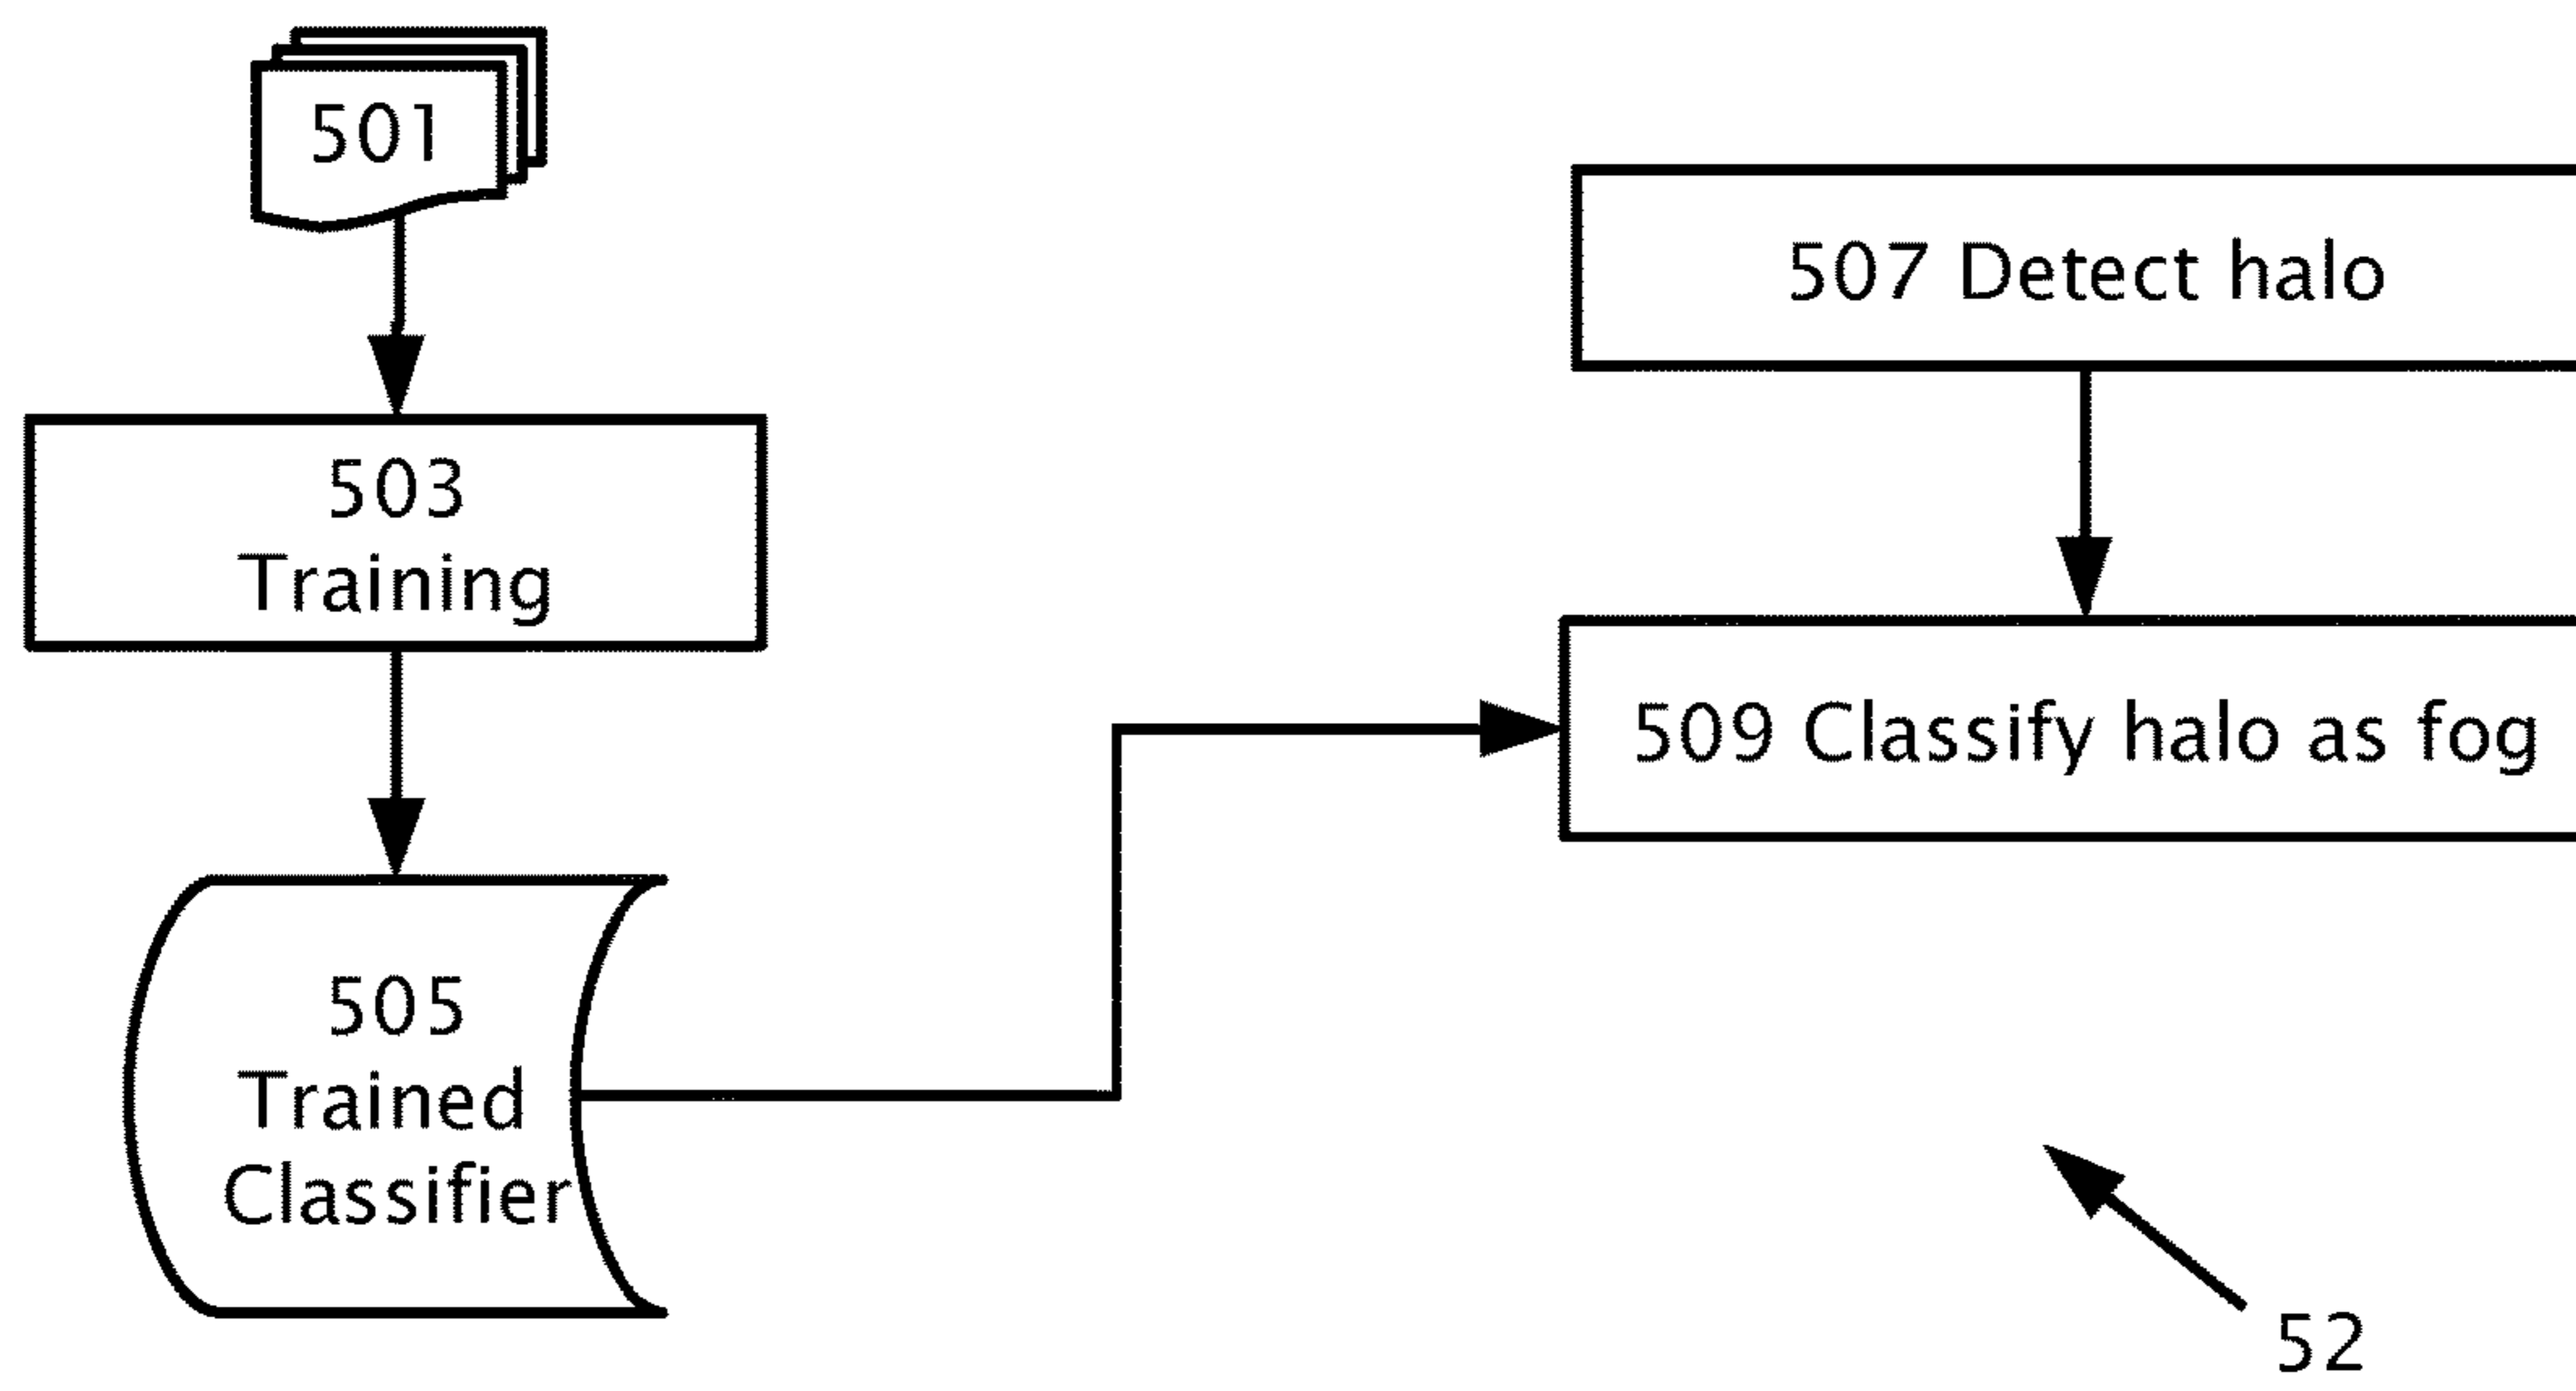 501
503
Training
505
Trained
Classifier
507 Detect halo
509 Classify halo as fog
52